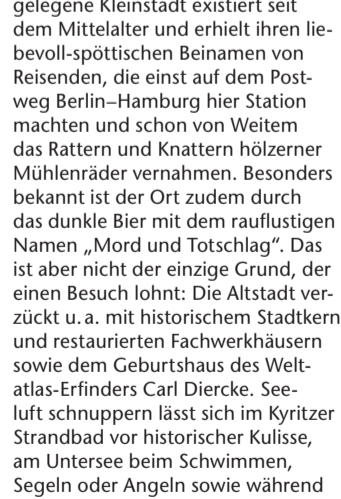 gelegene Kleinstadt existiert seit
dem Mittelalter und erhielt ihren lie-
bevoll-spöttischen Beinamen von
Reisenden, die einst auf dem Post-
weg Berlin–Hamburg hier Station
machten und schon von Weitem
das Rattern und Knattern hölzerner
Mühlenräder vernahmen. Besonders
bekannt ist der Ort zudem durch
das dunkle Bier mit dem rauflustigen
Namen „Mord und Totschlag“. Das
ist aber nicht der einzige Grund, der
einen Besuch lohnt: Die Altstadt ver-
zückt u. a. mit historischem Stadtkern
und restaurierten Fachwerkhäusern
sowie dem Geburtshaus des Welt-
atlas-Erfinders Carl Diercke. See-
luft schnuppern lässt sich im Kyritzer
Strandbad vor historischer Kulisse,
am Untersee beim Schwimmen,
Segeln oder Angeln sowie während